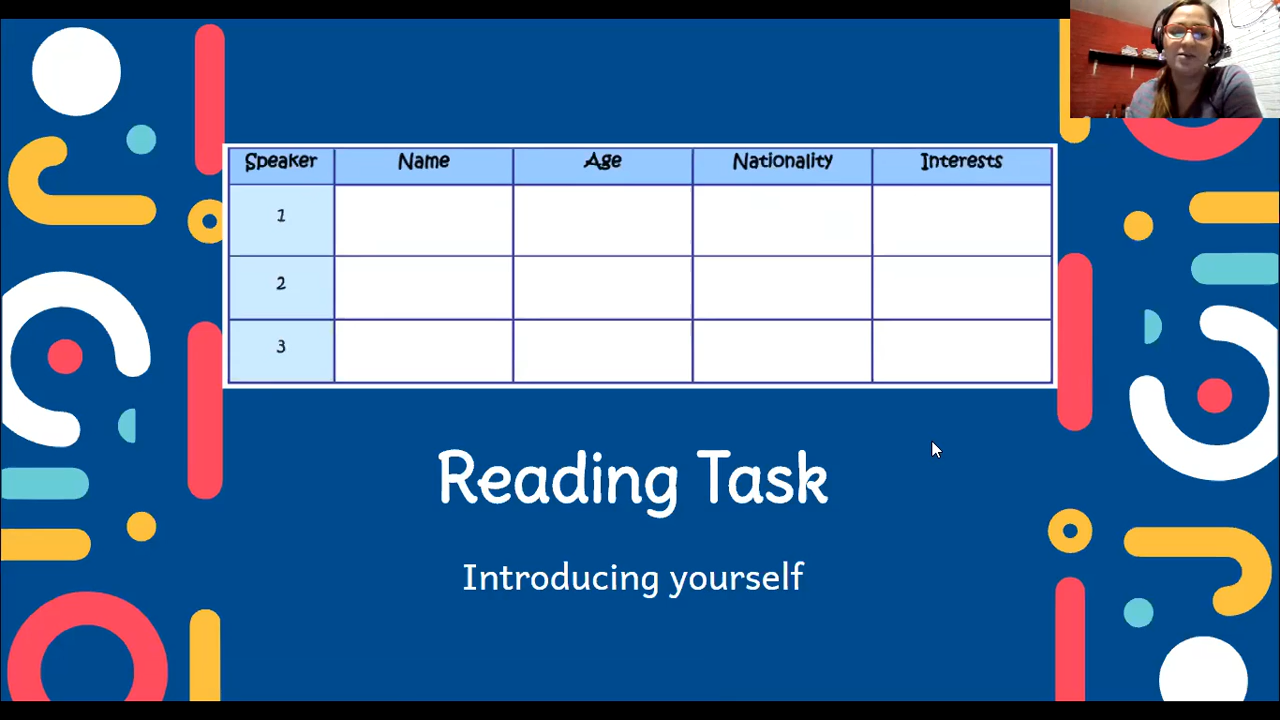 Speaker Name Age Nationality Interests
1
2
3
Reading Task
Introducing yourself